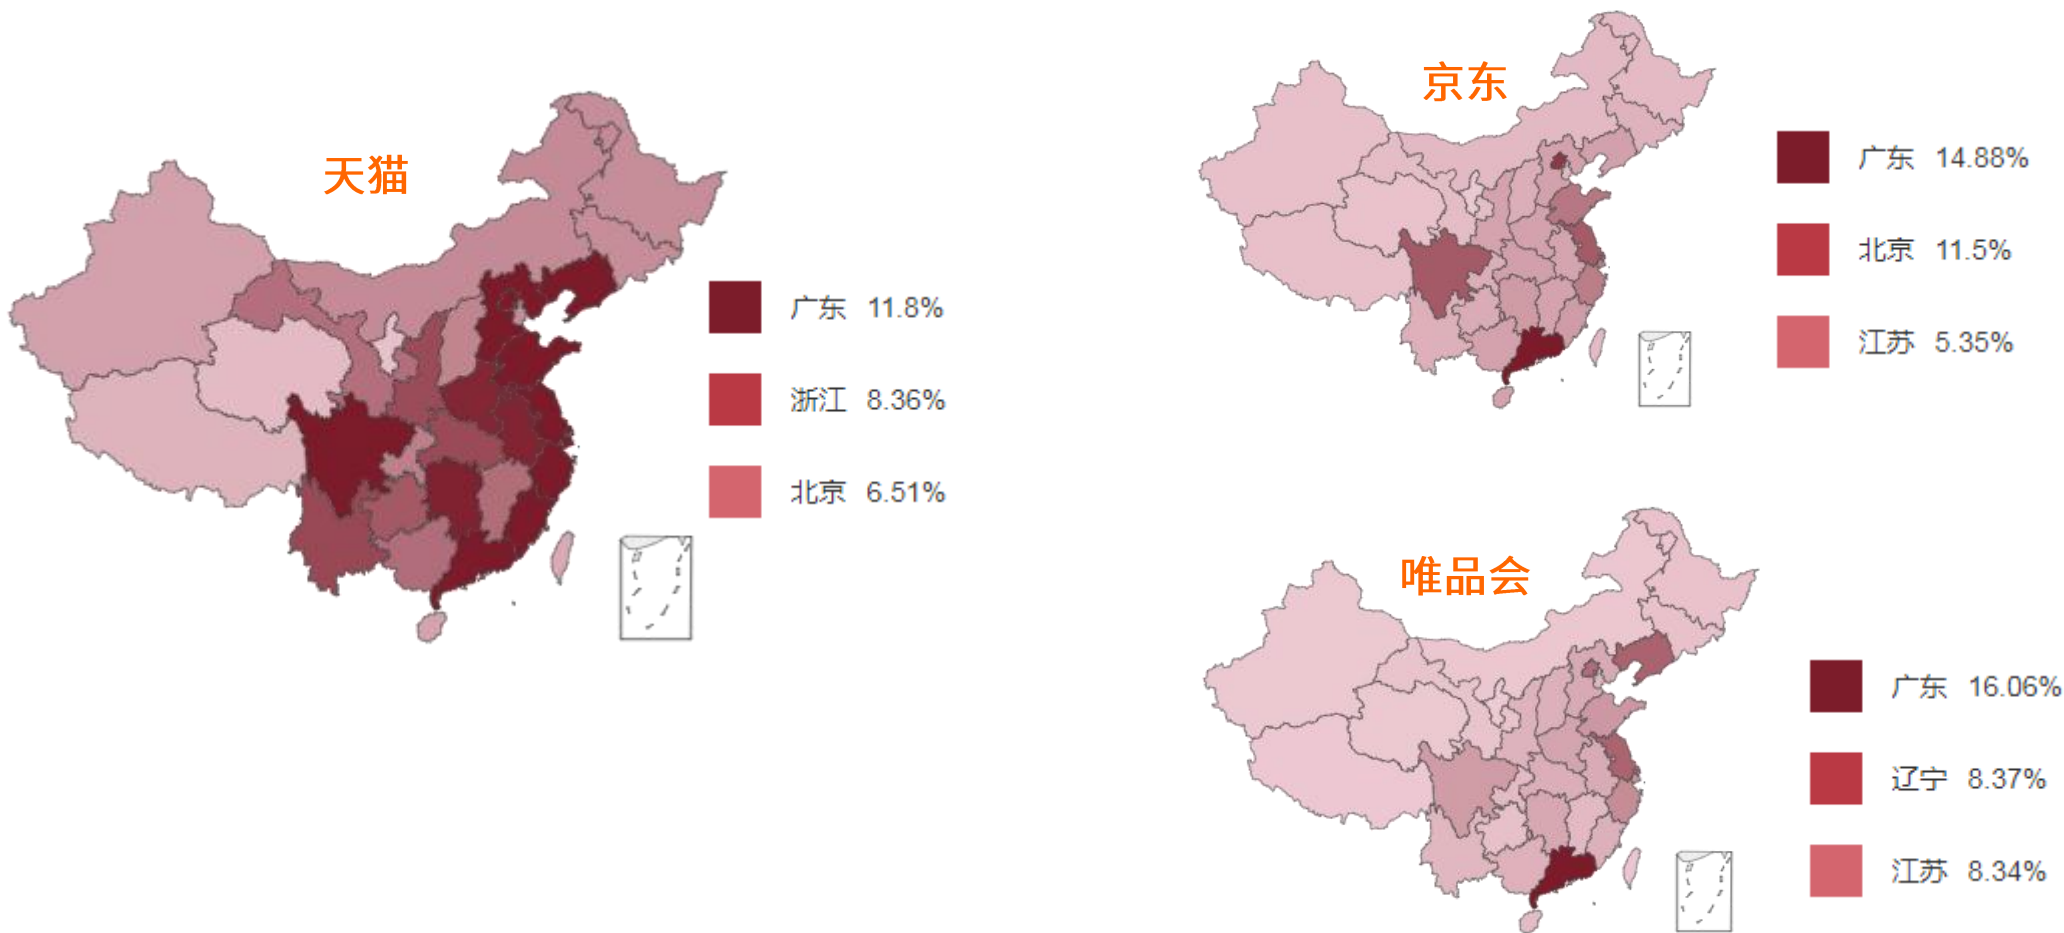 天猫
广东 11.8%
浙江 8.36%
北京 6.51%
京东
广东 14.88%
北京 11.5%
江苏 5.35%
唯品会
广东 16.06%
辽宁 8.37%
江苏 8.34%